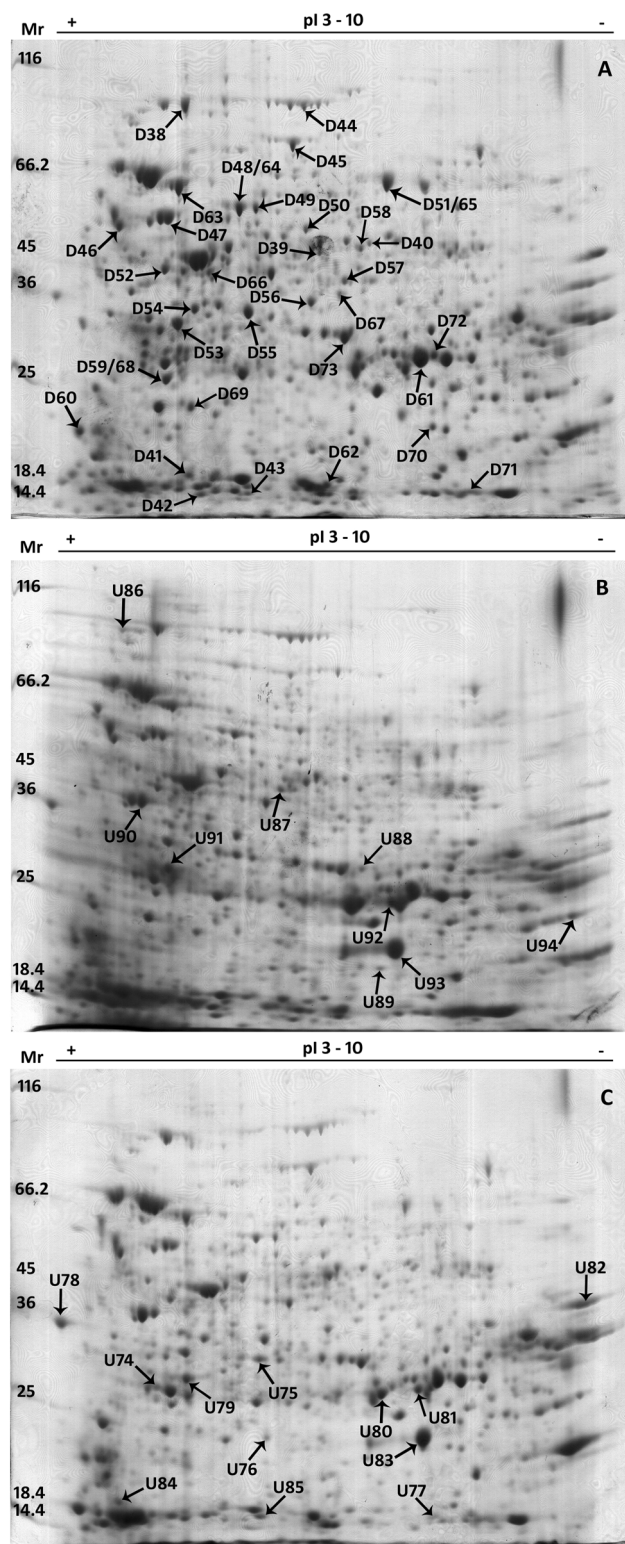 Mr + pI 3 - 10 -
116 A
D38 D44
D45
66.2 D48/64
D49 D51/65
D63 D50 D58
D46 D47
45 D39 D40
D52 D66 D57
36 D56
D54 D67
D53 D55 D72
D73
25 D59/68 D61
D60 D69
D70
18.4 D41 D43 D62 D71
14.4 D42
Mr + pI 3 - 10 -
116 U86 B
66.2
45
36
U90 U87
U91 U88
25
U92 U94
18.4 U93
14.4 U89
Mr + pI 3 - 10 -
116 C
66.2
45 U78 U82
36
U74 U75
25 U79 U81
U80
U76 U83
18.4 U84 U85 U77
14.4